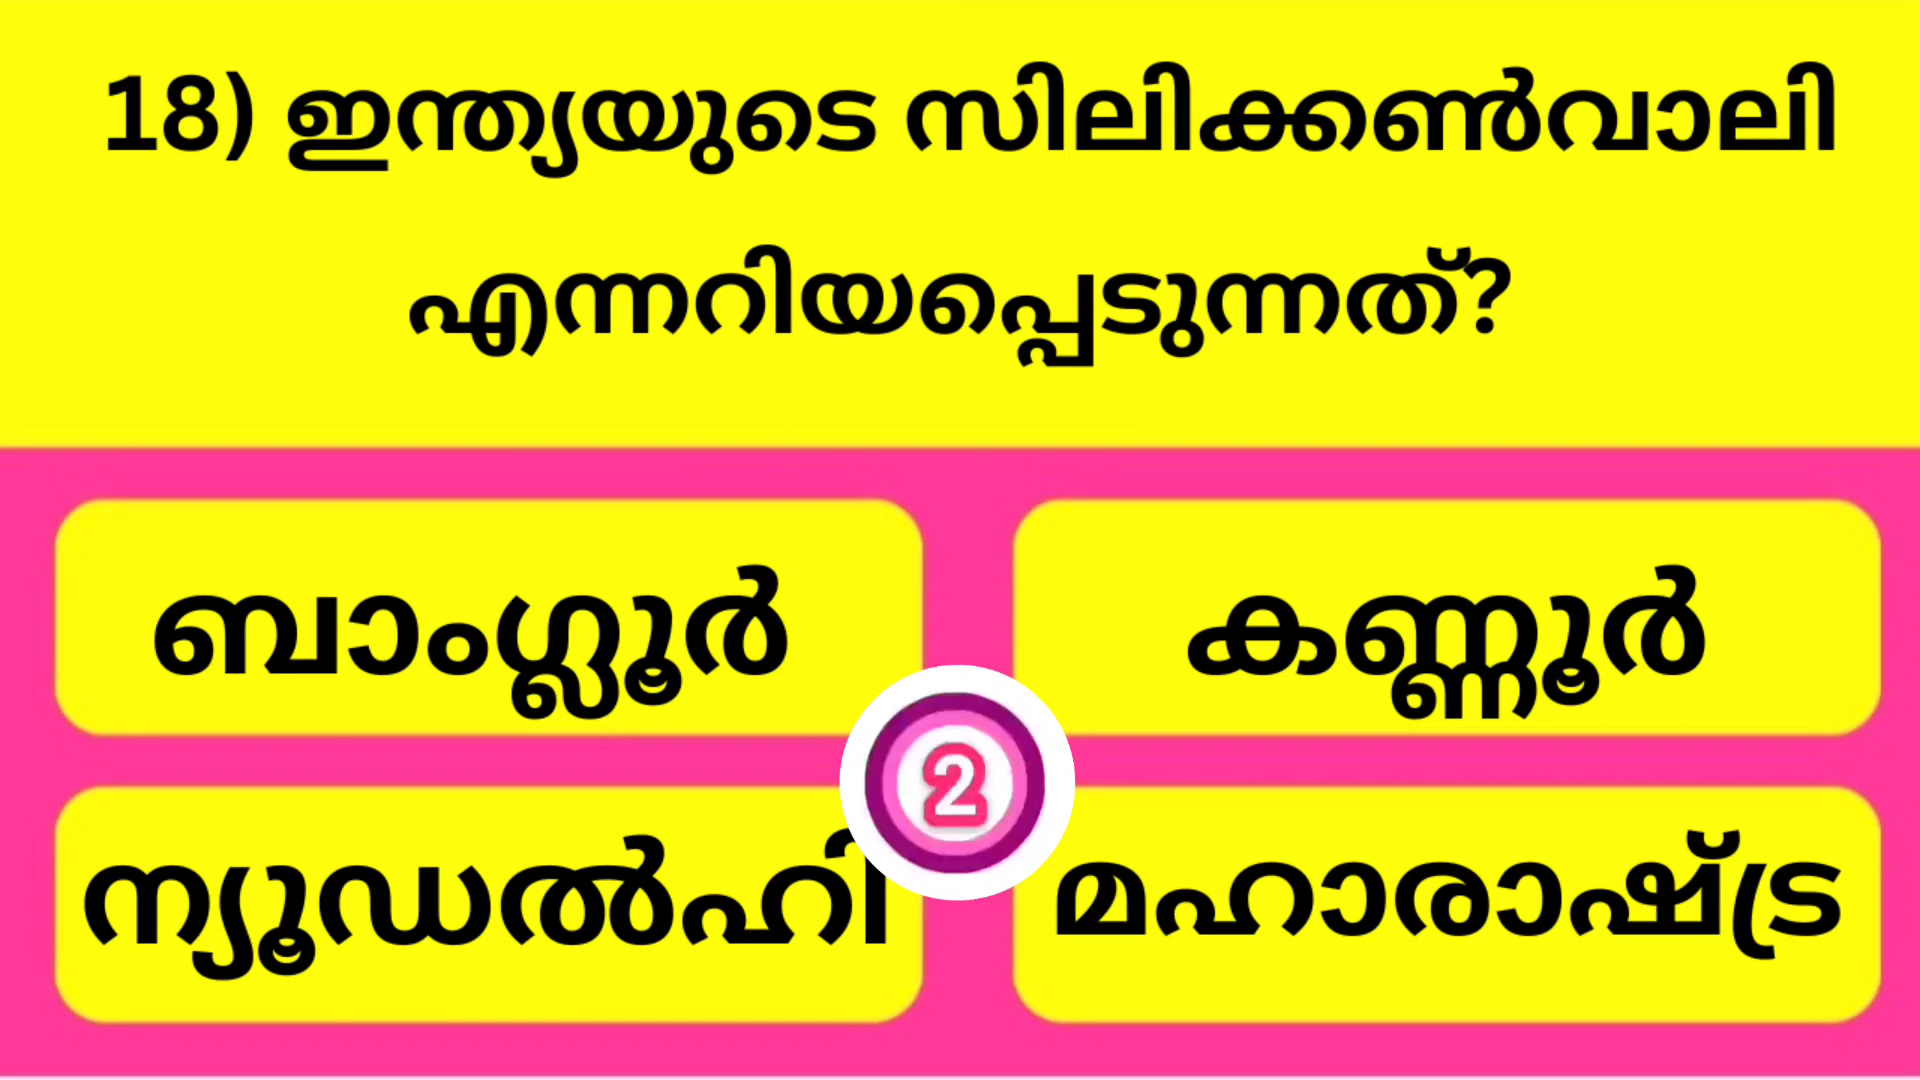 18) ഇന്ത്യയുടെ സിലിക്കൺവാലി
എന്നറിയപ്പെടുന്നത്?
ബാംഗ്ലൂർ
കണ്ണൂർ
2
ന്യൂഡൽഹി
മഹാരാഷ്ട്ര